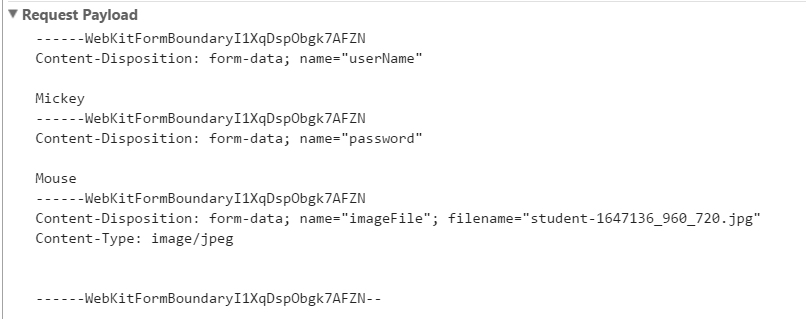 ▼ Request Payload
------WebKitFormBoundaryI1XqDspObgk7AFZN
Content-Disposition: form-data; name="userName"
Mickey
------WebKitFormBoundaryI1XqDspObgk7AFZN
Content-Disposition: form-data; name="password"
Mouse
------WebKitFormBoundaryI1XqDspObgk7AFZN
Content-Disposition: form-data; name="imageFile"; filename="student-1647136_960_720.jpg"
Content-Type: image/jpeg
------WebKitFormBoundaryI1XqDspObgk7AFZN--